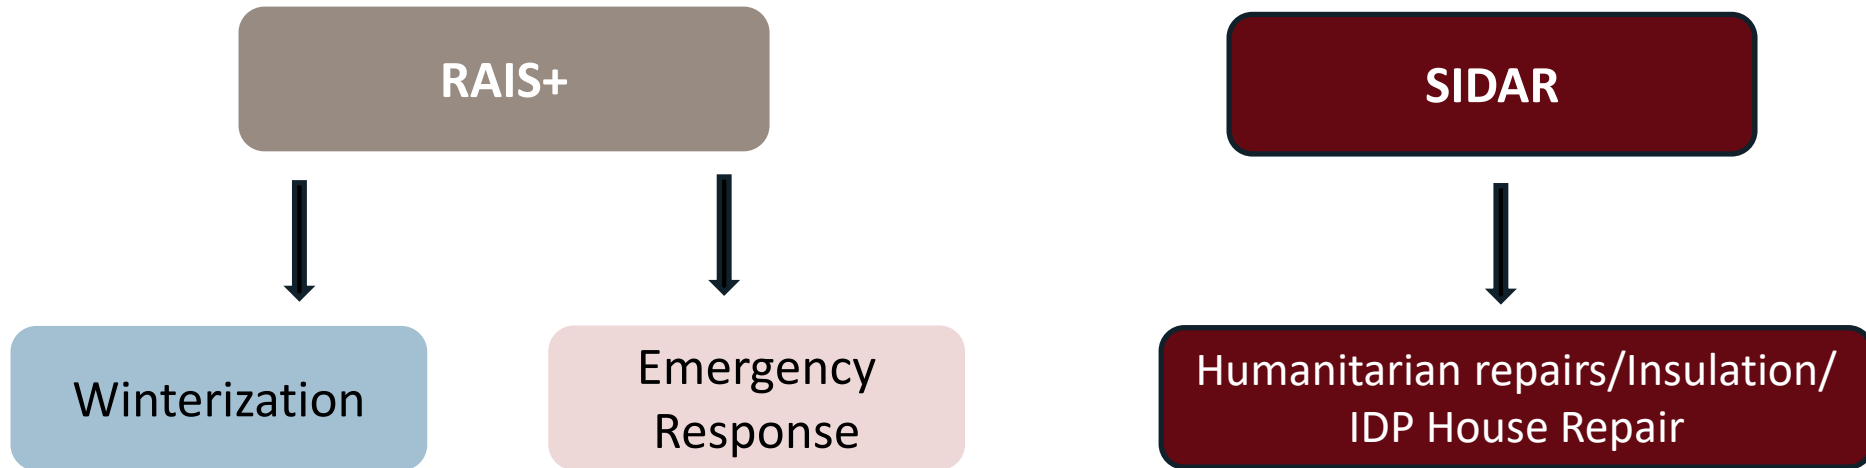 RAIS+
SIDAR
Winterization
Emergency
Response
Humanitarian repairs/Insulation/
IDP House Repair